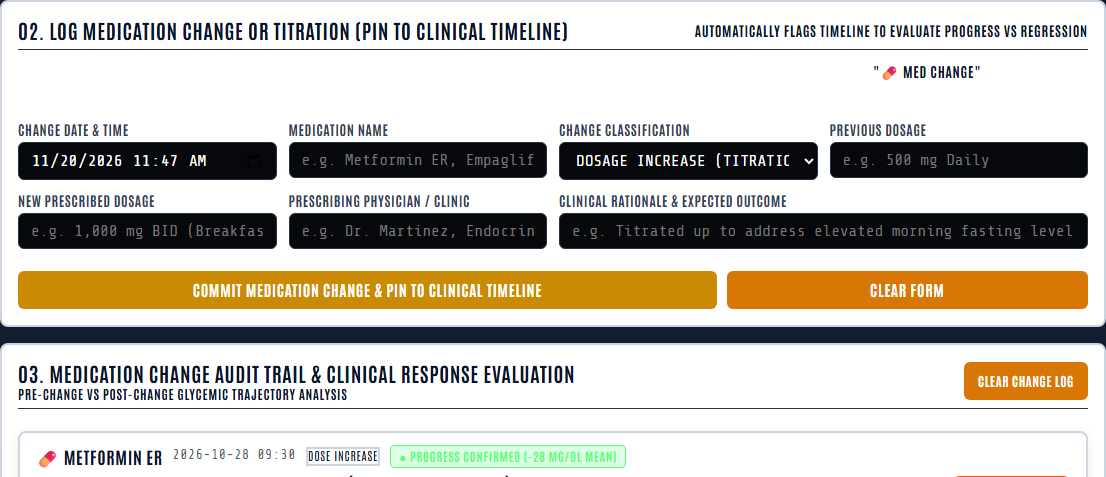 02. LOG MEDICATION CHANGE OR TITRATION (PIN TO CLINICAL TIMELINE)
AUTOMATICALLY FLAGS TIMELINE TO EVALUATE PROGRESS VS REGRESSION
"💊 MED CHANGE"
CHANGE DATE & TIME
MEDICATION NAME
CHANGE CLASSIFICATION
PREVIOUS DOSAGE
11/20/2026 11:47 AM
e.g. Metformin ER, Empaglif
DOSAGE INCREASE (TITRATIC
e.g. 500 mg Daily
NEW PRESCRIBED DOSAGE
PRESCRIBING PHYSICIAN / CLINIC
CLINICAL RATIONALE & EXPECTED OUTCOME
e.g. 1,000 mg BID (Breakfas
e.g. Dr. Martinez, Endocrin
e.g. Titrated up to address elevated morning fasting level
COMMIT MEDICATION CHANGE & PIN TO CLINICAL TIMELINE
CLEAR FORM
03. MEDICATION CHANGE AUDIT TRAIL & CLINICAL RESPONSE EVALUATION
PRE-CHANGE VS POST-CHANGE GLYCEMIC TRAJECTORY ANALYSIS
CLEAR CHANGE LOG
💊 METFORMIN ER 2026-10-28 09:30 DOSE INCREASE ● PROGRESS CONFIRMED (-28 MG/DL MEAN)